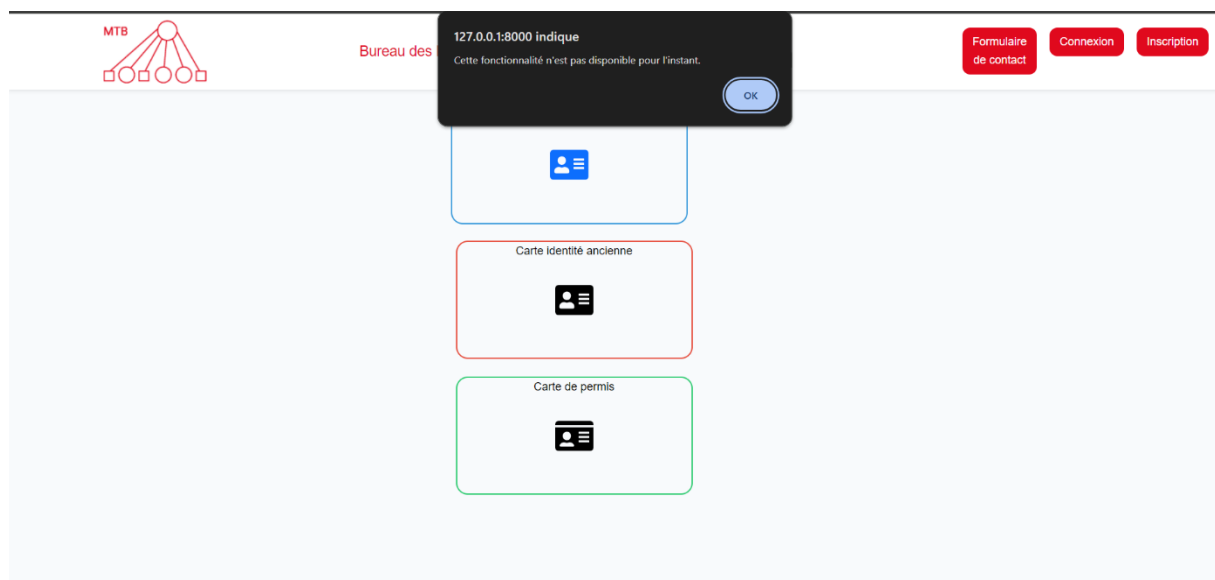 MTB
Bureau des
127.0.0.1:8000 indique
Cette fonctionnalité n'est pas disponible pour l'instant.
OK
Formulaire
de contact
Connexion
Inscription
Carte identité ancienne
Carte de permis